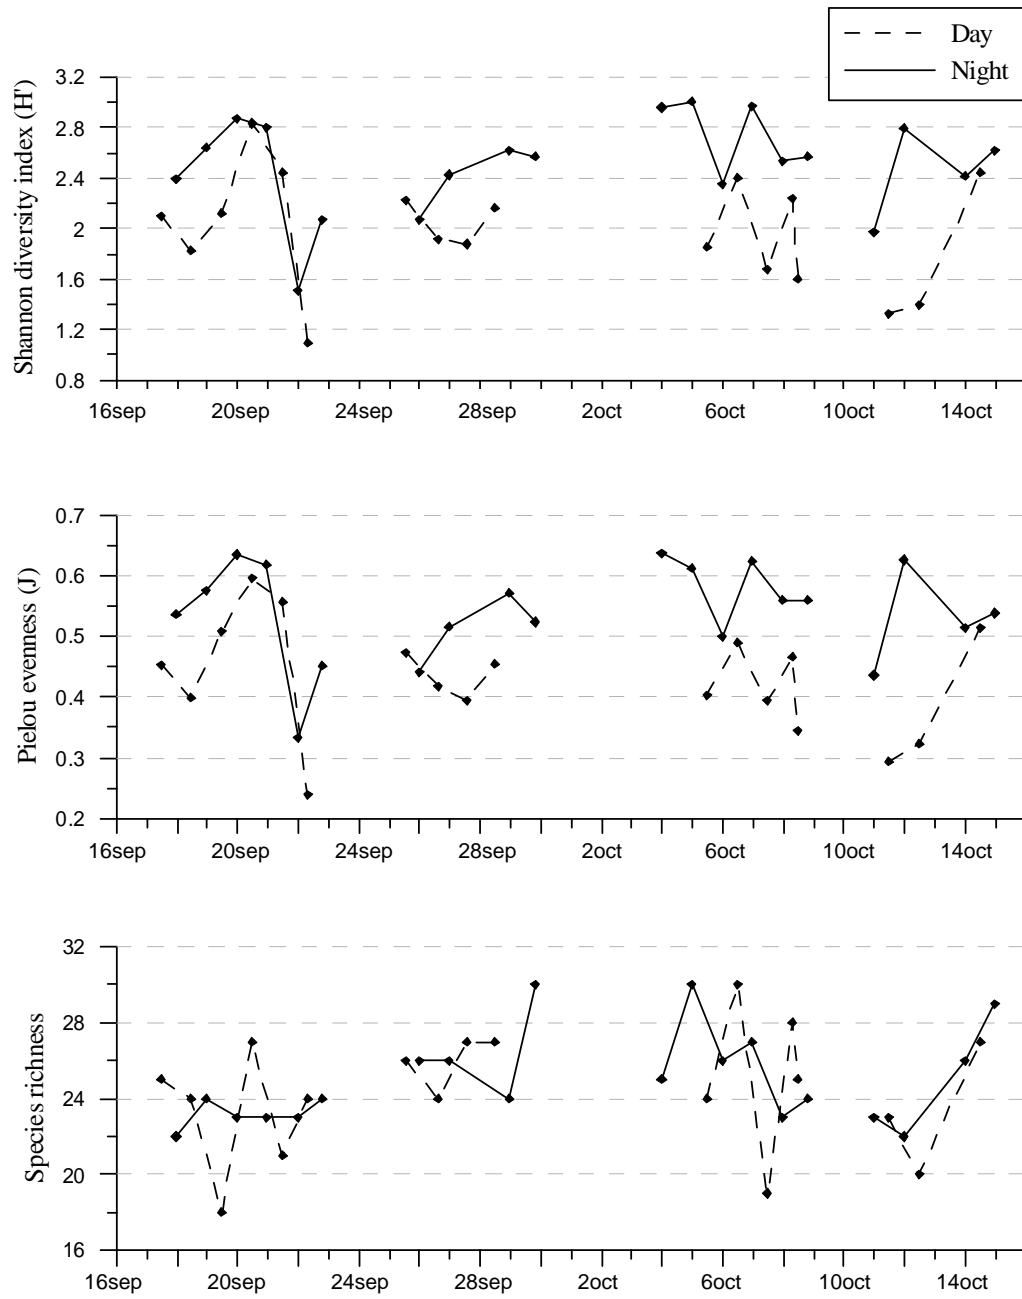 Day
Night
Shannon diversity index (H')
3.2
2.8
2.4
2
1.6
1.2
0.8
16sep 20sep 24sep 28sep 2oct 6oct 10oct 14oct
Pielou evenness (J)
0.7
0.6
0.5
0.4
0.3
0.2
16sep 20sep 24sep 28sep 2oct 6oct 10oct 14oct
Species richness
32
28
24
20
16
16sep 20sep 24sep 28sep 2oct 6oct 10oct 14oct